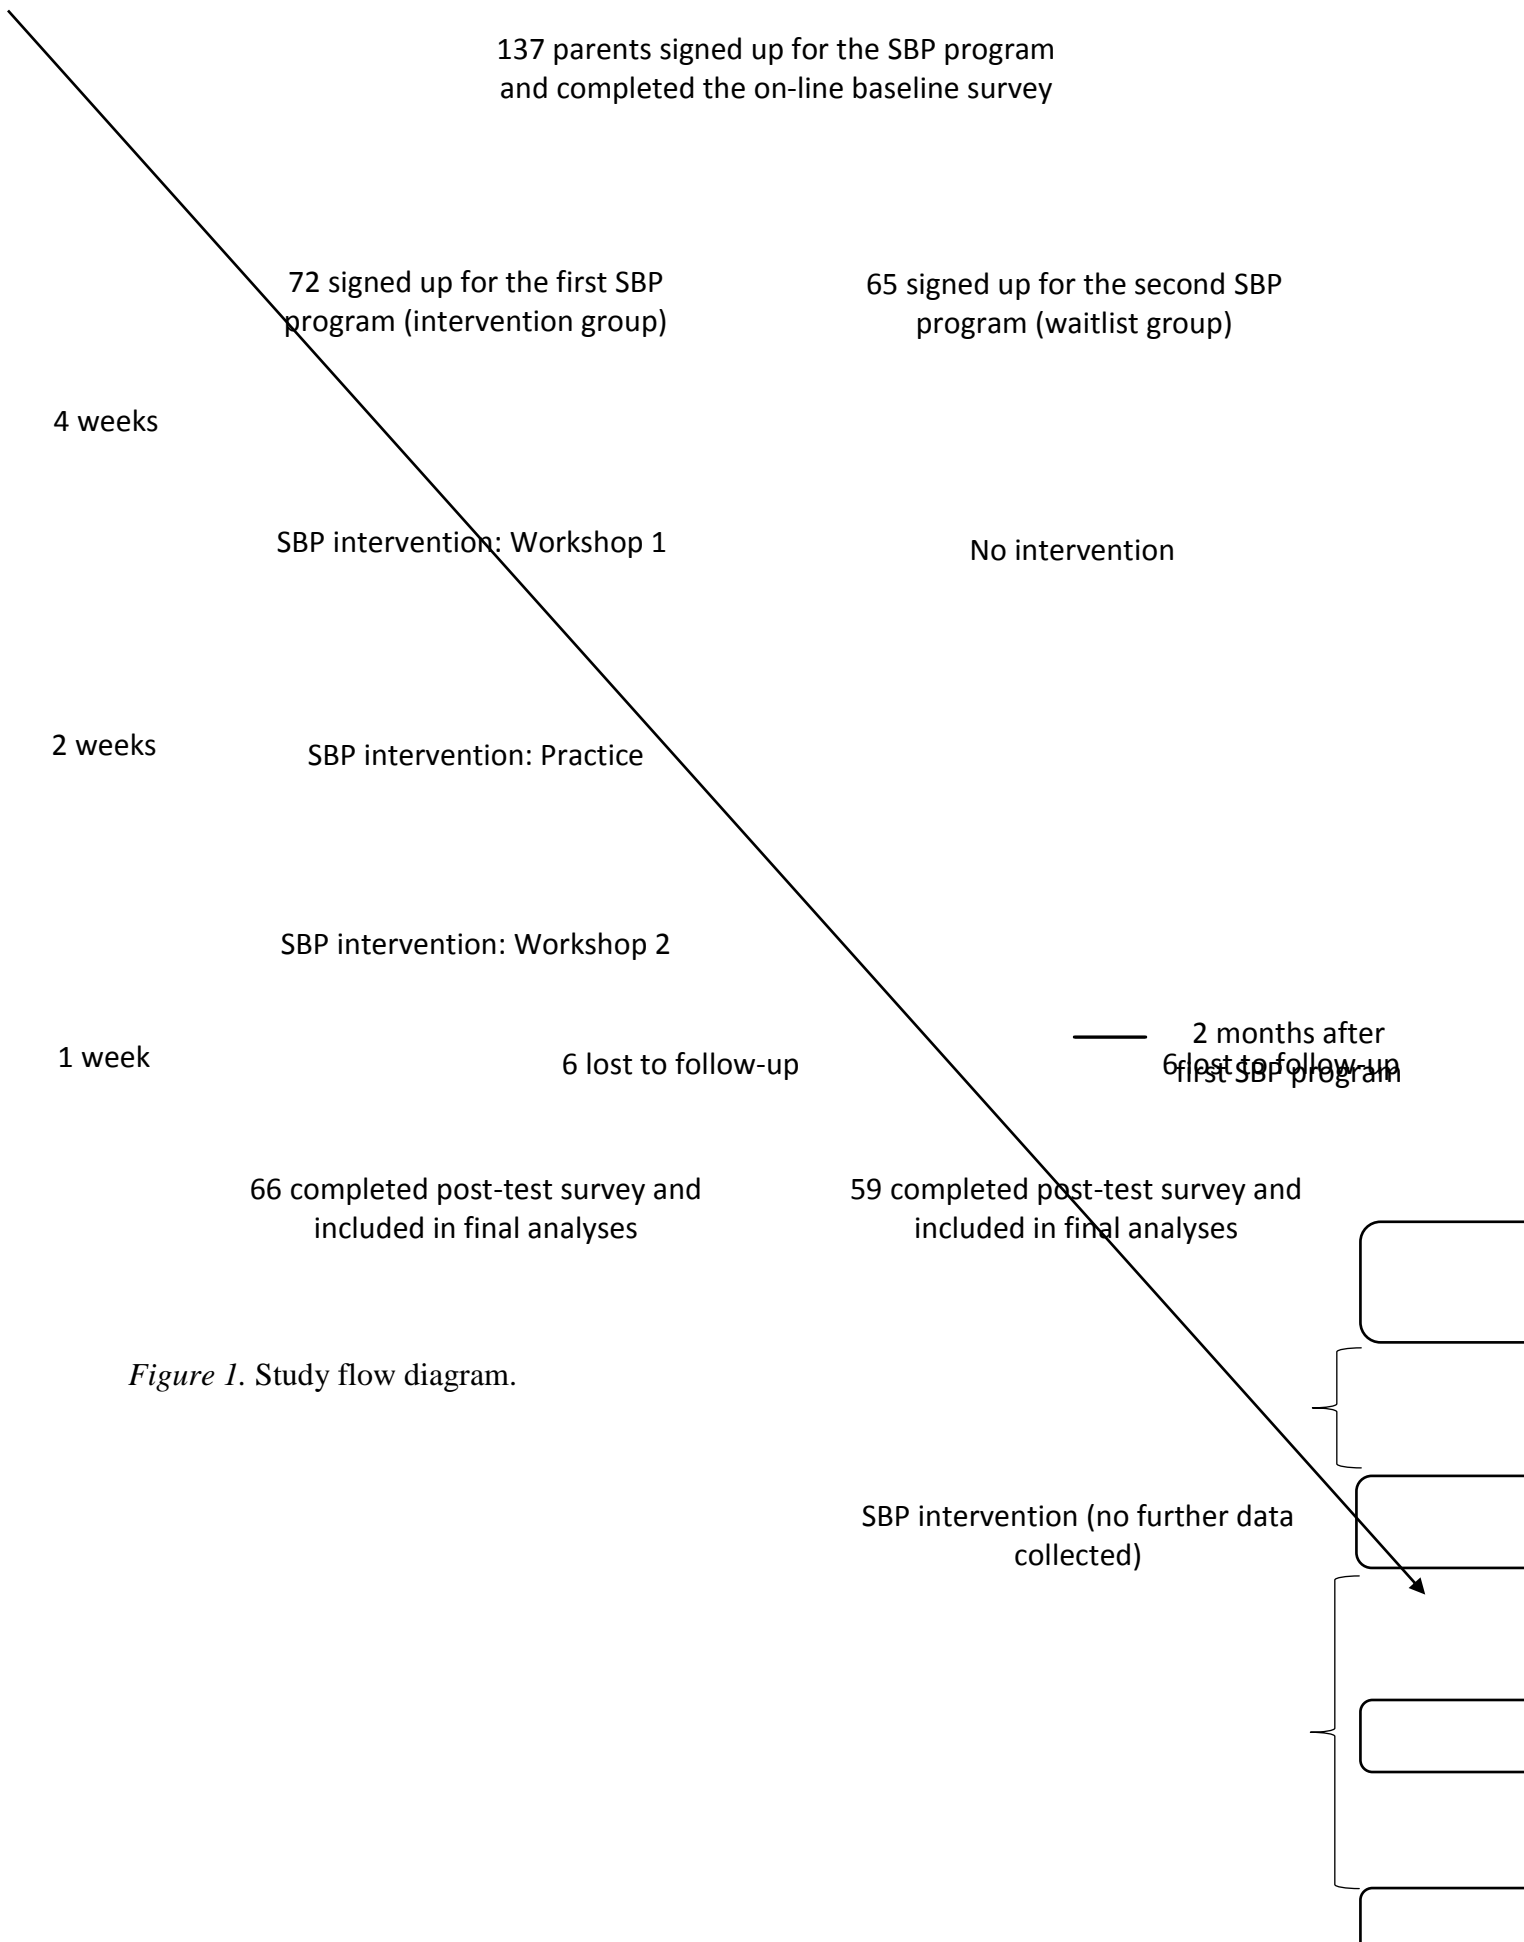 137 parents signed up for the SBP program
and completed the on-line baseline survey
72 signed up for the first SBP
program (intervention group)
65 signed up for the second SBP
program (waitlist group)
4 weeks
SBP intervention: Workshop 1
No intervention
2 weeks
SBP intervention: Practice
SBP intervention: Workshop 2
1 week
6 lost to follow-up
2 months after
first SBP program
6 lost to follow-up
66 completed post-test survey and
included in final analyses
59 completed post-test survey and
included in final analyses
Figure 1. Study flow diagram.
SBP intervention (no further data
collected)